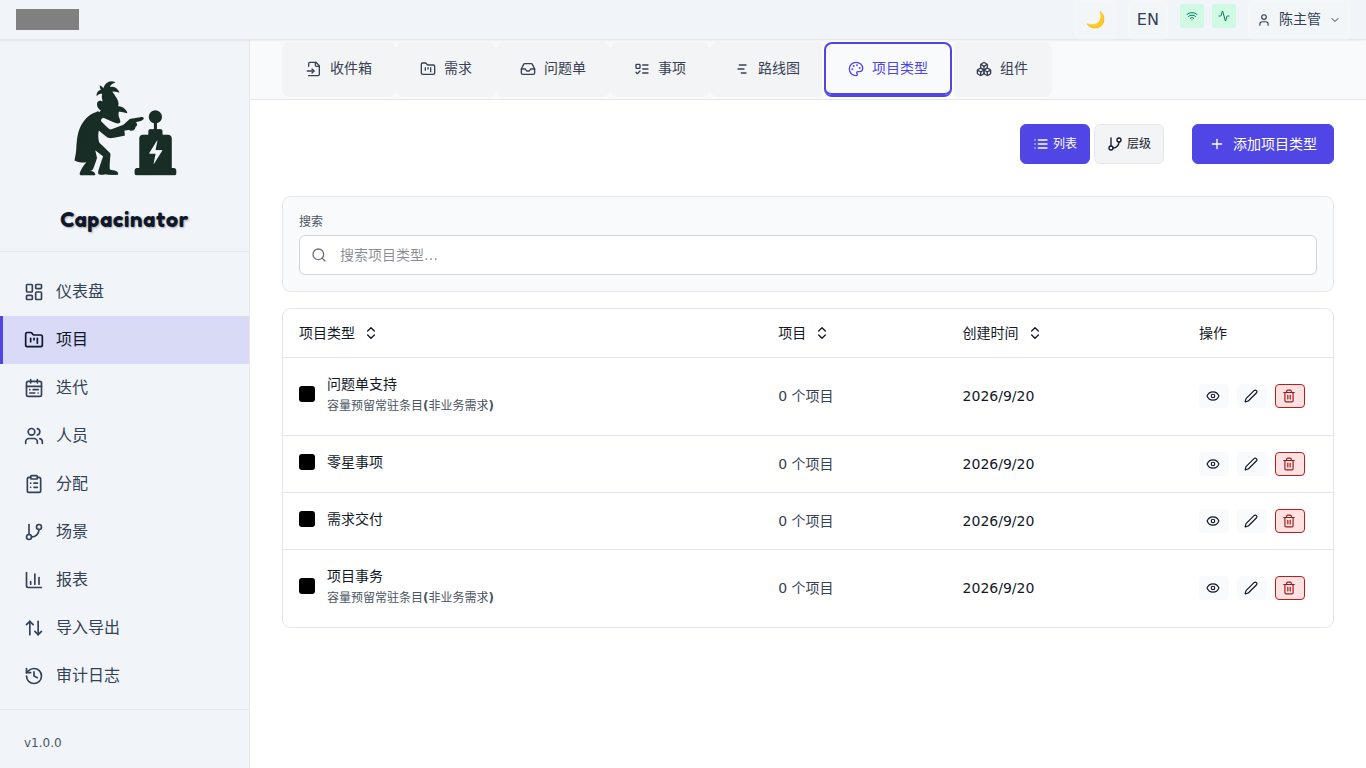 EN
陈主管
Capacinator
仪表盘
项目
迭代
人员
分配
场景
报表
导入导出
审计日志
v1.0.0
收件箱
需求
问题单
事项
路线图
项目类型
组件
列表
层级
添加项目类型
搜索
搜索项目类型...
项目类型 项目 创建时间 操作
问题单支持
容量预留常驻条目(非业务需求)
0 个项目 2026/9/20
零星事项 0 个项目 2026/9/20
需求交付 0 个项目 2026/9/20
项目事务
容量预留常驻条目(非业务需求)
0 个项目 2026/9/20